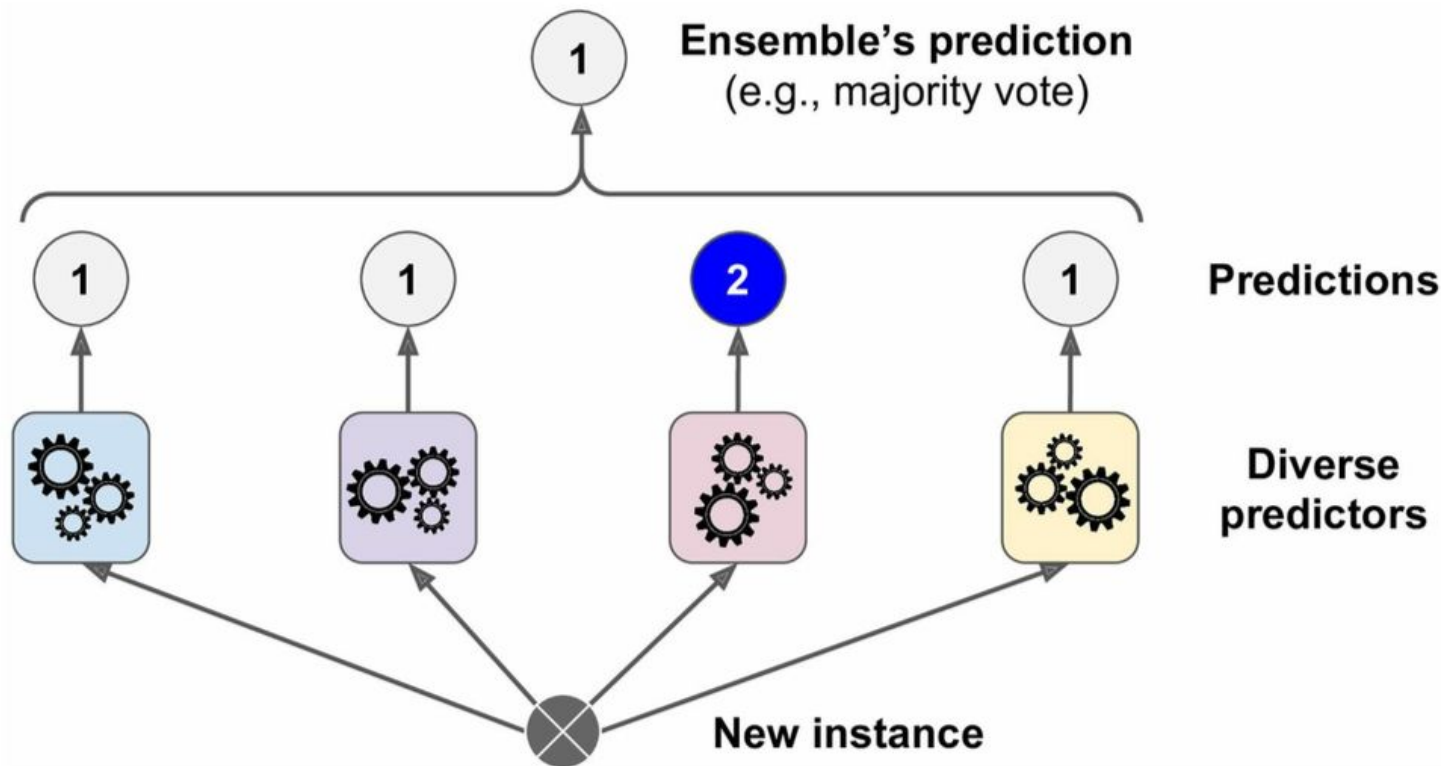 1
Ensemble’s prediction
(e.g., majority vote)
1 1 2 1 Predictions
Diverse
predictors
New instance